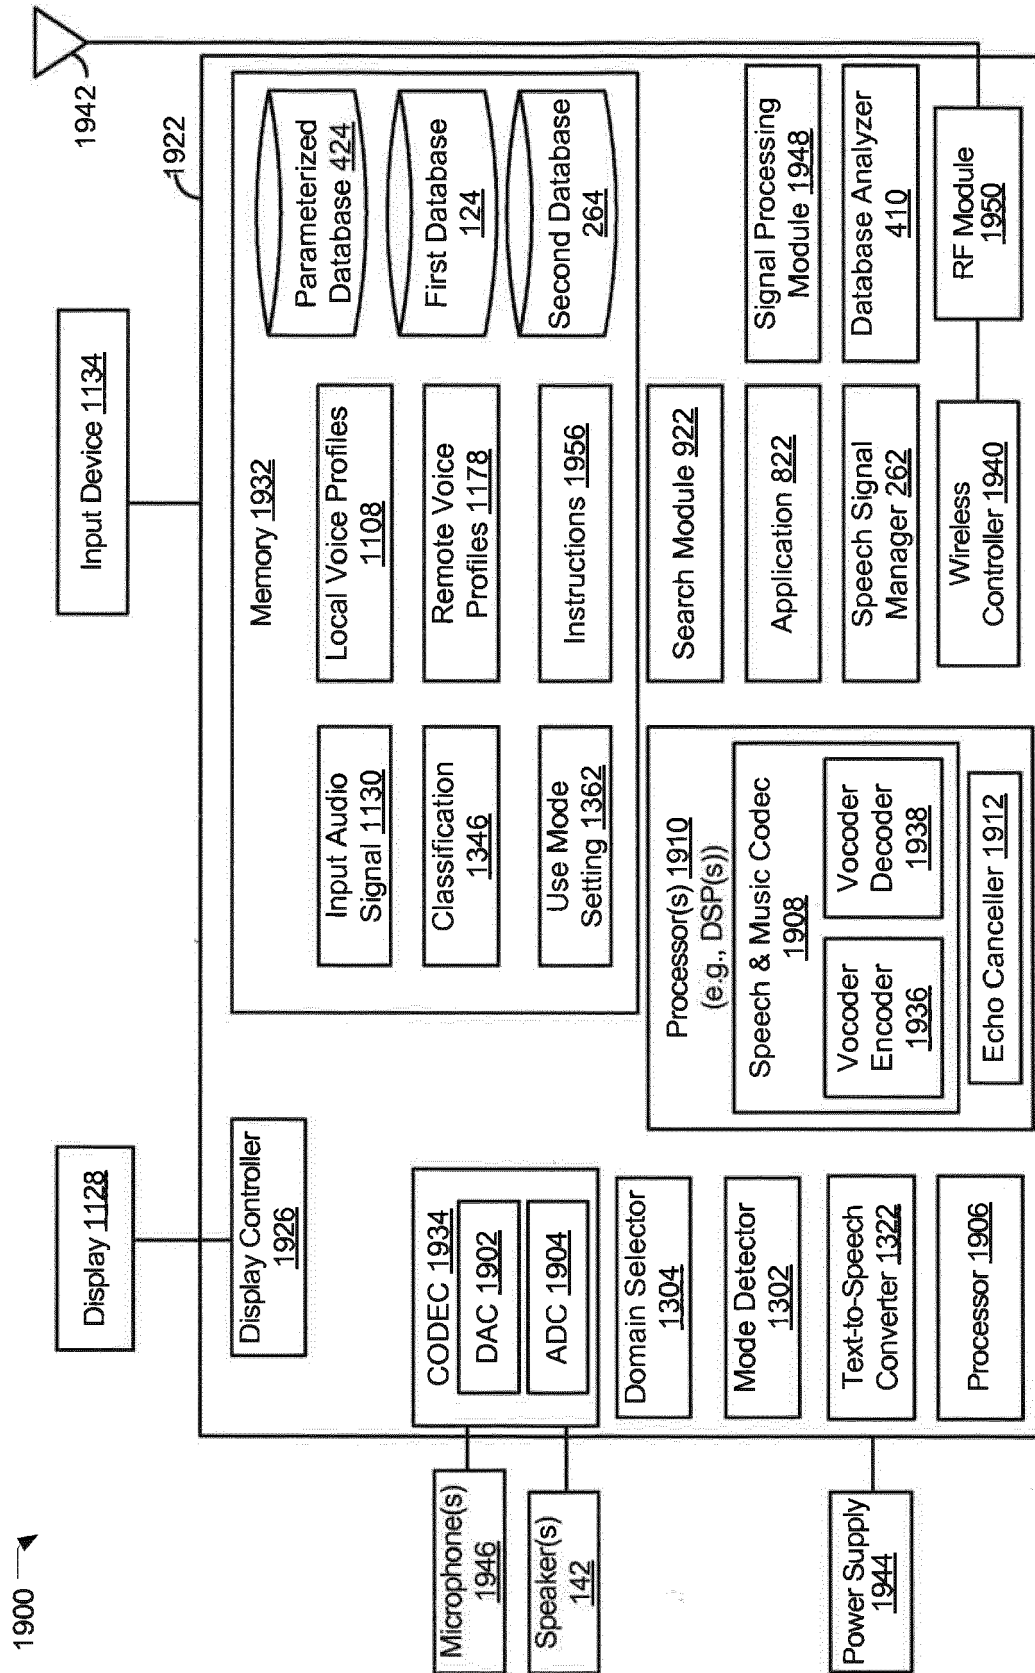 1900
1942
1922
Display 1128
Input Device 1134
Display Controller
1926
Memory 1932
Input Audio
Signal 1130
Local Voice Profiles
1108
Parameterized
Database 424
Classification
1346
Remote Voice
Profiles 1178
First Database
124
Use Mode
Setting 1362
Instructions 1956
Second Database
264
Microphone(s)
1946
Speaker(s)
142
CODEC 1934
DAC 1902
ADC 1904
Domain Selector
1304
Mode Detector
1302
Text-to-Speech
Converter 1322
Processor 1906
Power Supply
1944
Processor(s) 1910
(e.g., DSP(s))
Speech & Music Codec
1908
Vocoder
Encoder
1936
Vocoder
Decoder
1938
Echo Canceller 1912
Search Module 922
Application 822
Signal Processing
Module 1948
Speech Signal
Manager 262
Database Analyzer
410
Wireless
Controller 1940
RF Module
1950